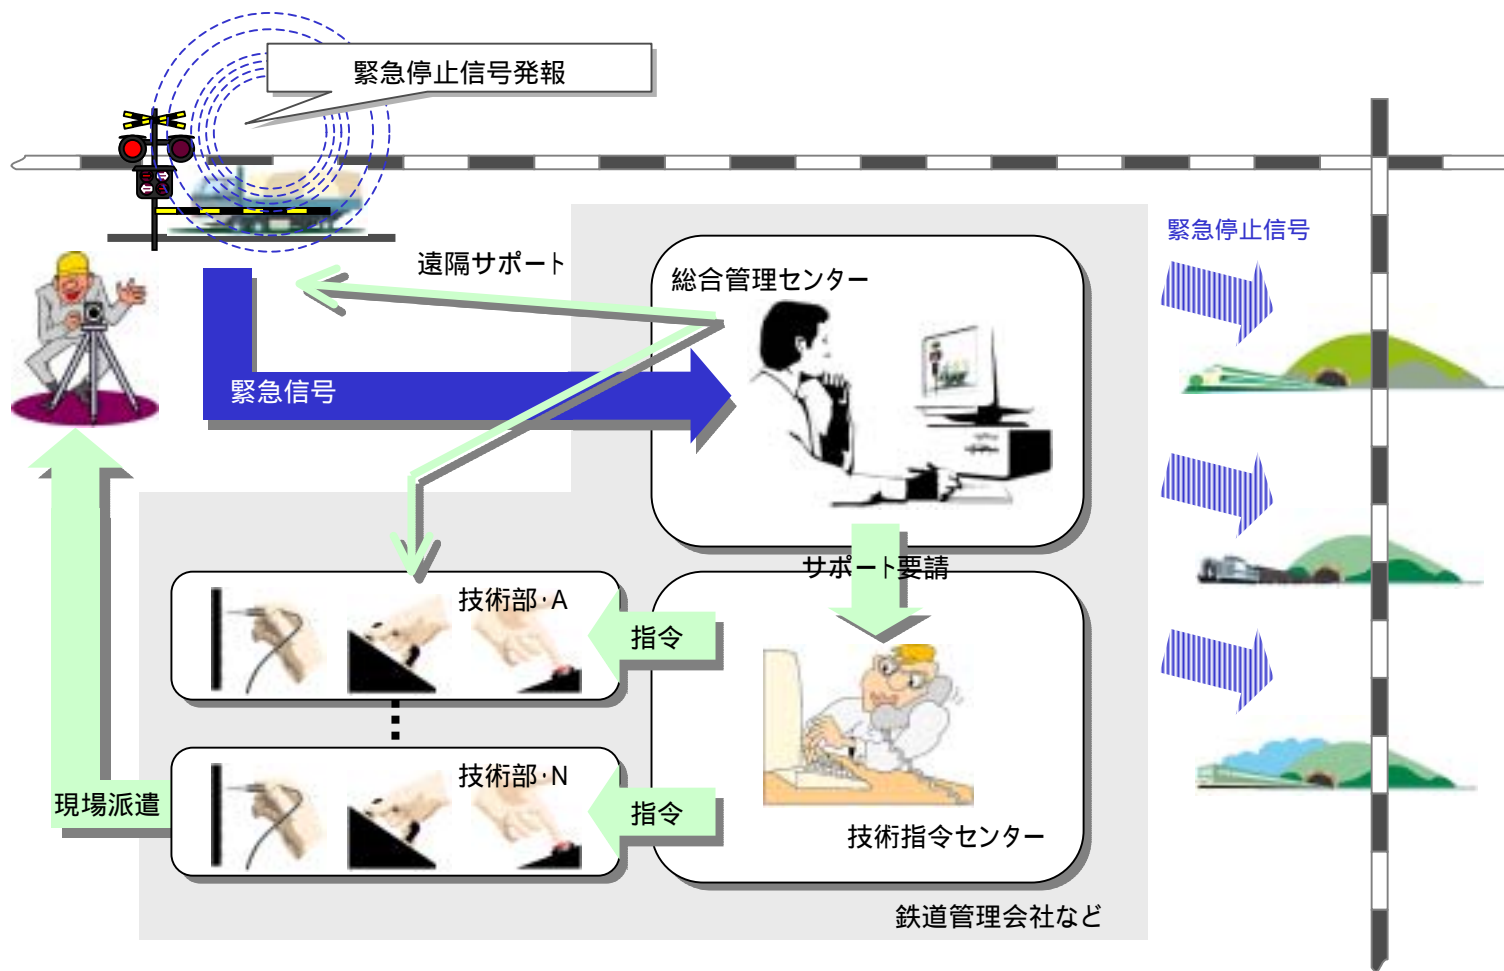 緊急停止信号発報
緊急停止信号
遠隔サポート
総合管理センター
緊急信号
サポート要請
技術部・A
指令
技術部・N
現場派遣
指令
技術指令センター
鉄道管理会社など